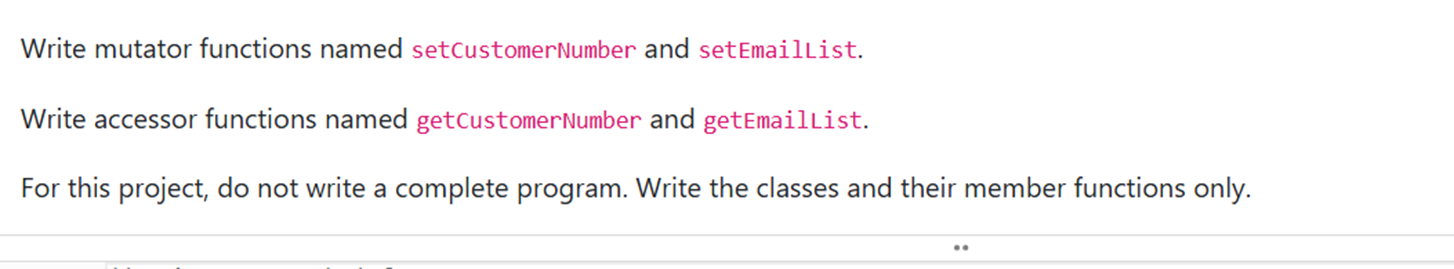 Write mutator functions named setCustomerNumber and setEmailList.
Write accessor functions named getCustomerNumber and getEmailList.
For this project, do not write a complete program. Write the classes and their member functions only.